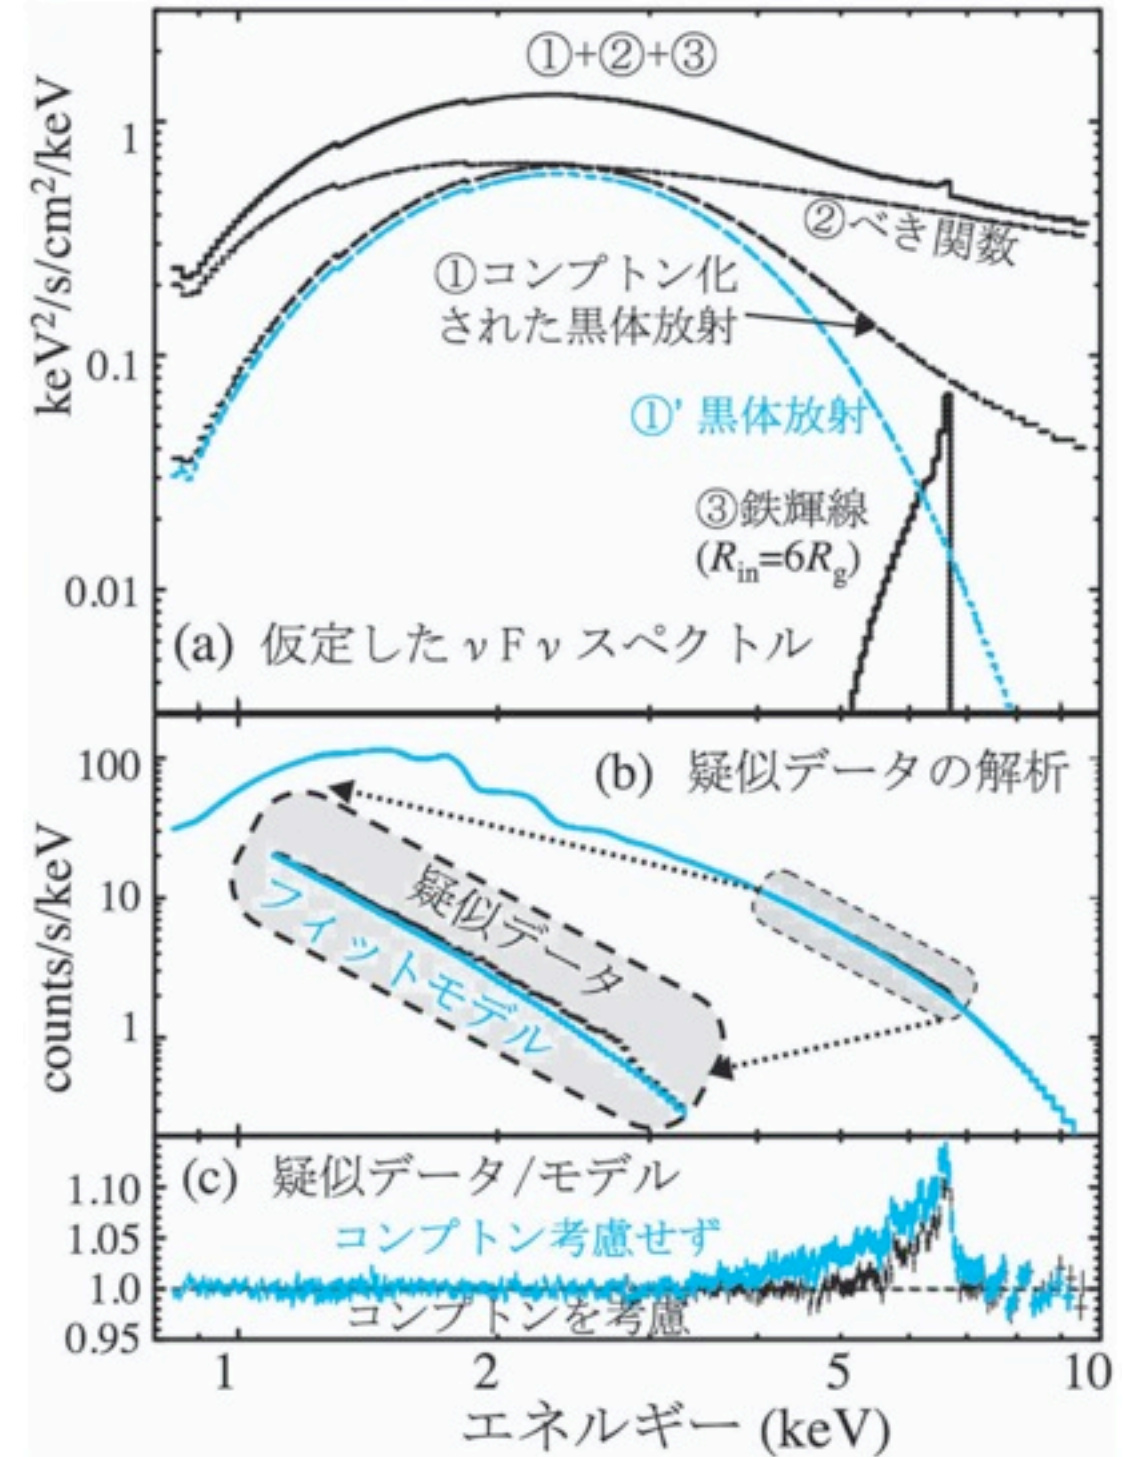 ①+②+③
keV²/s/cm²/keV
1
0.1
0.01
②べき関数
①コンプトン化
された黒体放射
①' 黒体放射
③鉄輝線
(R_in=6R_g)
(a) 仮定したνFνスペクトル
counts/s/keV
100
10
1
(b) 疑似データの解析
疑似データ
フィットモデル
(c) 疑似データ/モデル
1.10
1.05
1.0
0.95
コンプトン考慮せず
コンプトンを考慮
1 2 5 10
エネルギー (keV)